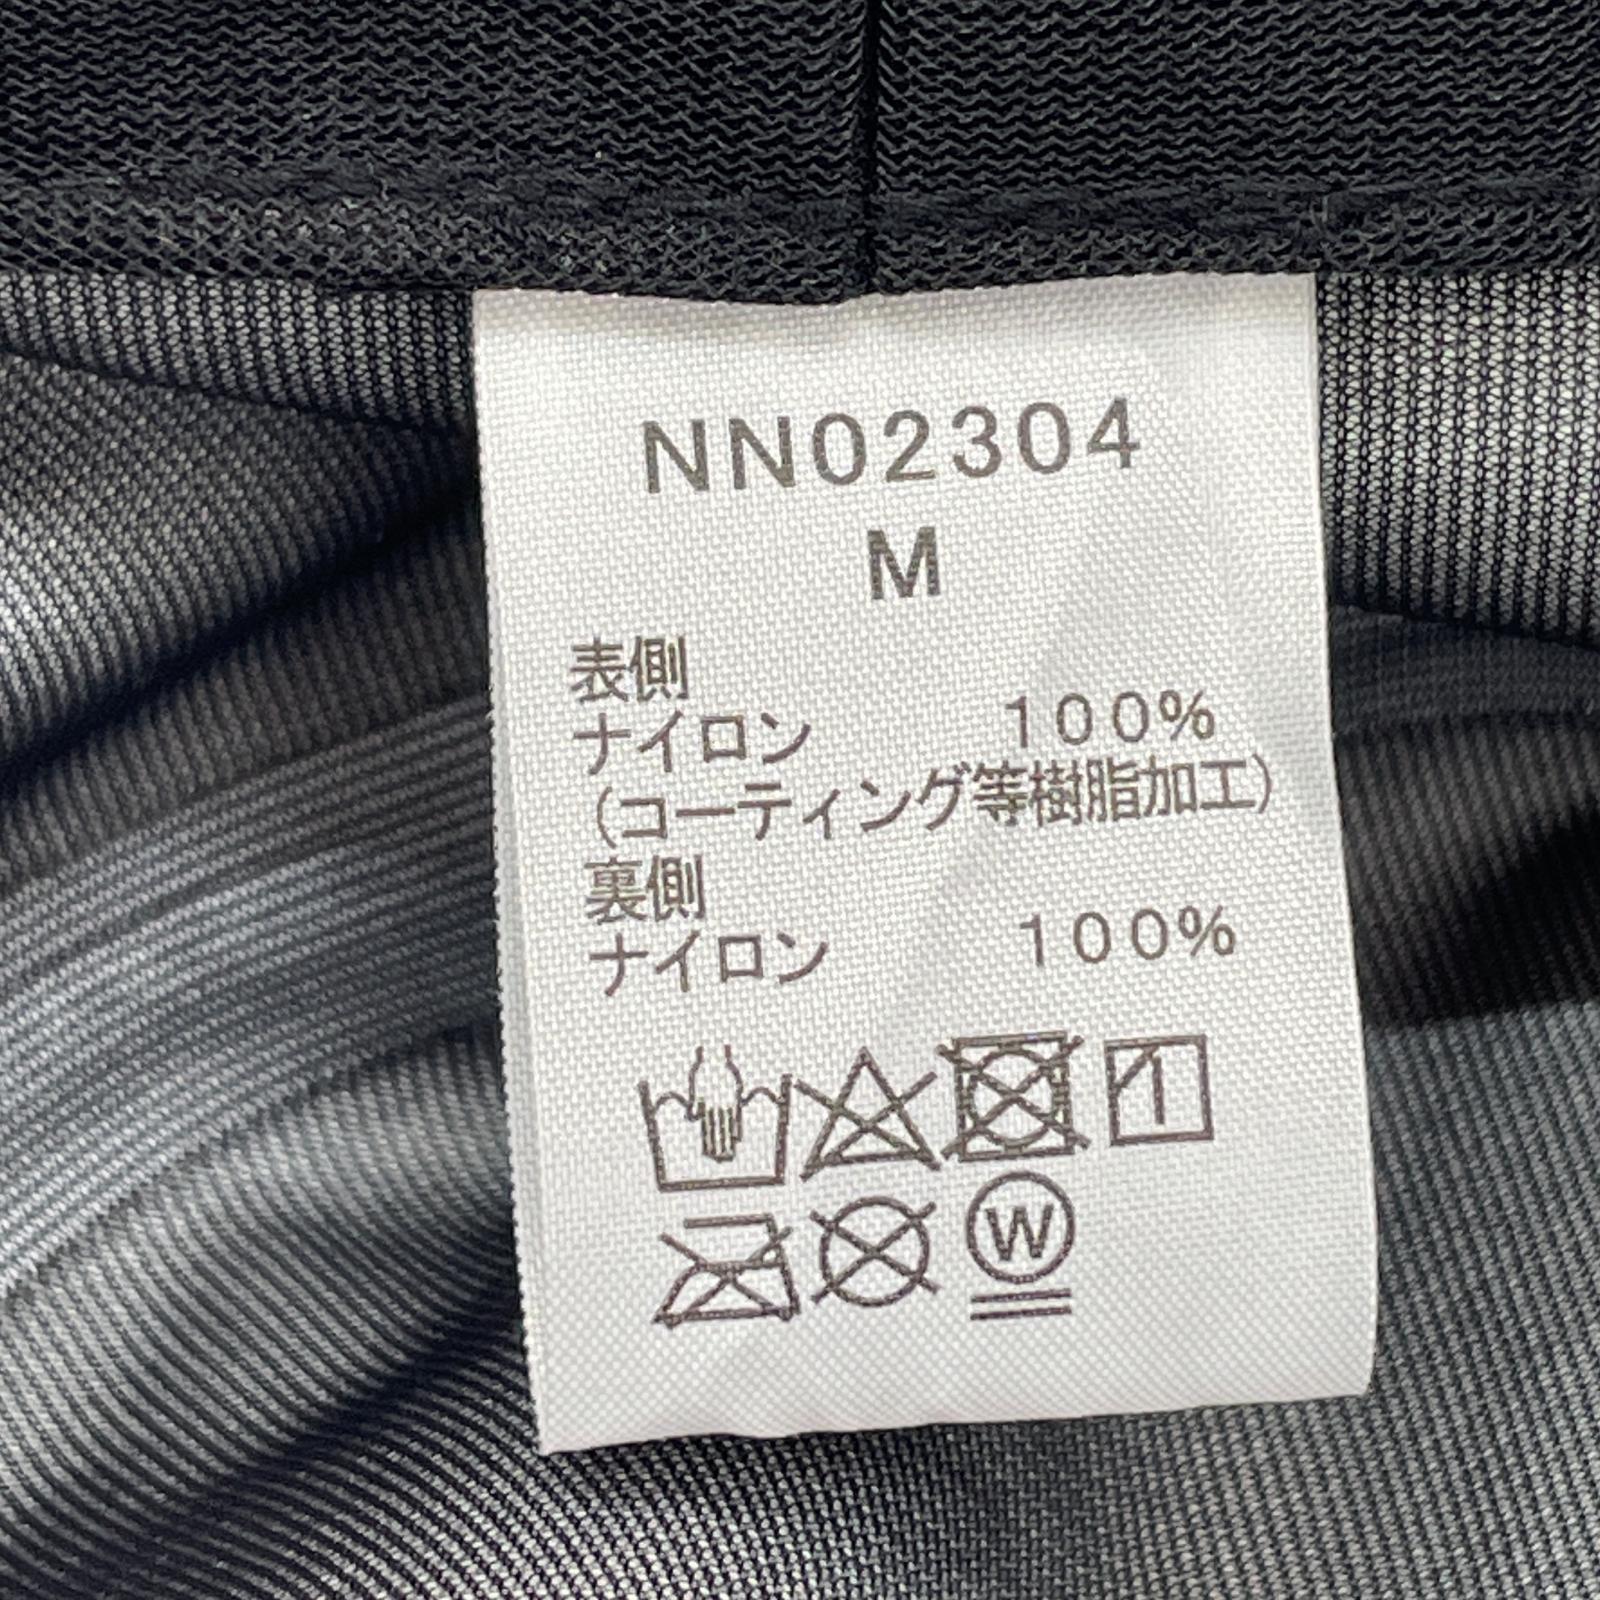 NN02304
M
表側
ナイロン 100%
(コーティング等樹脂加工)
裏側
ナイロン 100%
W